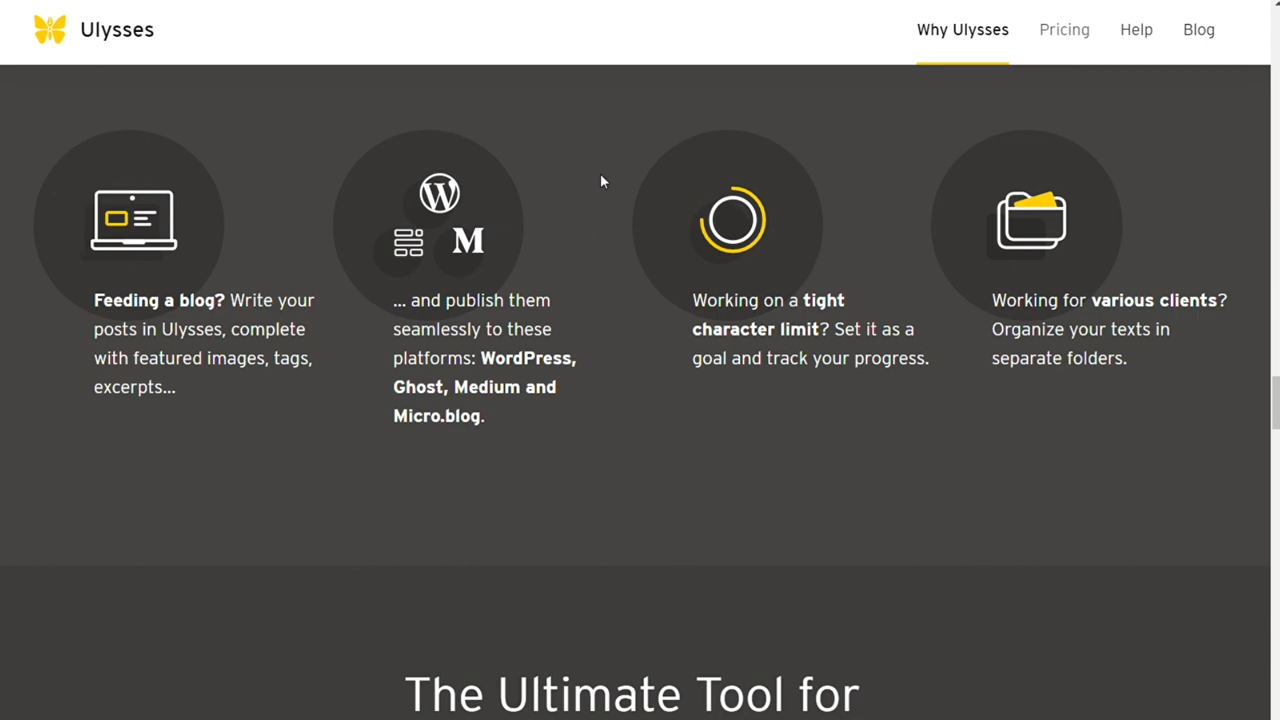 Ulysses
Why Ulysses
Pricing
Help
Blog
Feeding a blog? Write your
posts in Ulysses, complete
with featured images, tags,
excerpts...
... and publish them
seamlessly to these
platforms: WordPress,
Ghost, Medium and
Micro.blog.
Working on a tight
character limit? Set it as a
goal and track your progress.
Working for various clients?
Organize your texts in
separate folders.
The Ultimate Tool for